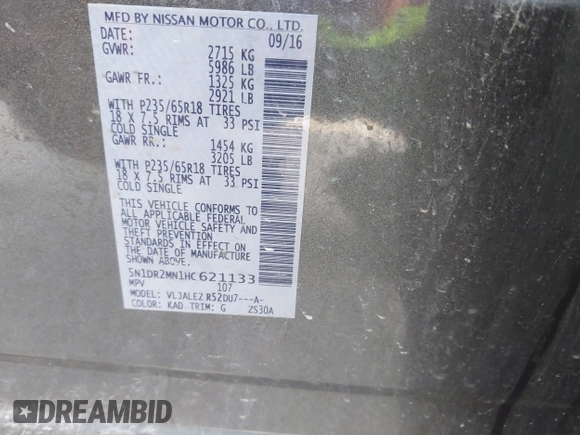 MFD BY NISSAN MOTOR CO., LTD.
DATE: 09/16
GVWR: 2715 KG
5986 LB
GAWR FR.: 1325 KG
2921 LB
WITH P235/65R18 TIRES
18 X 7.5 RIMS AT 33 PSI
COLD SINGLE
GAWR RR.: 1454 KG
3205 LB
WITH P235/65R18 TIRES
18 X 7.5 RIMS AT 33 PSI
COLD SINGLE
THIS VEHICLE CONFORMS TO
ALL APPLICABLE FEDERAL
MOTOR VEHICLE SAFETY AND
THEFT PREVENTION
STANDARDS IN EFFECT ON
THE DATE OF MANUFACTURE
SHOWN ABOVE.
5N1DR2MN1HC621133
MPV 107
MODEL: VLJALEZ R52DU7---A-
COLOR: KAD TRIM: G ZS30A
DREAMBID